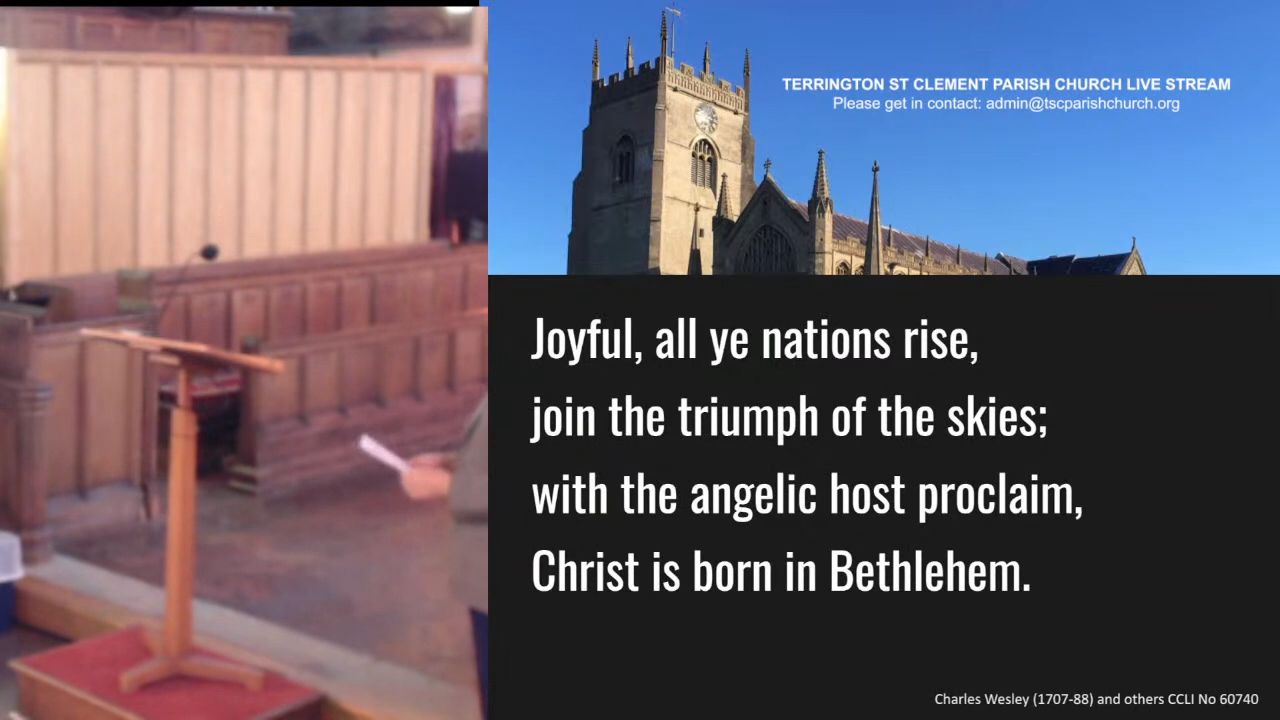 TERRINGTON ST CLEMENT PARISH CHURCH LIVE STREAM
Please get in contact: admin@tscparishchurch.org
Joyful, all ye nations rise,
join the triumph of the skies;
with the angelic host proclaim,
Christ is born in Bethlehem.
Charles Wesley (1707-88) and others CCLI No 60740